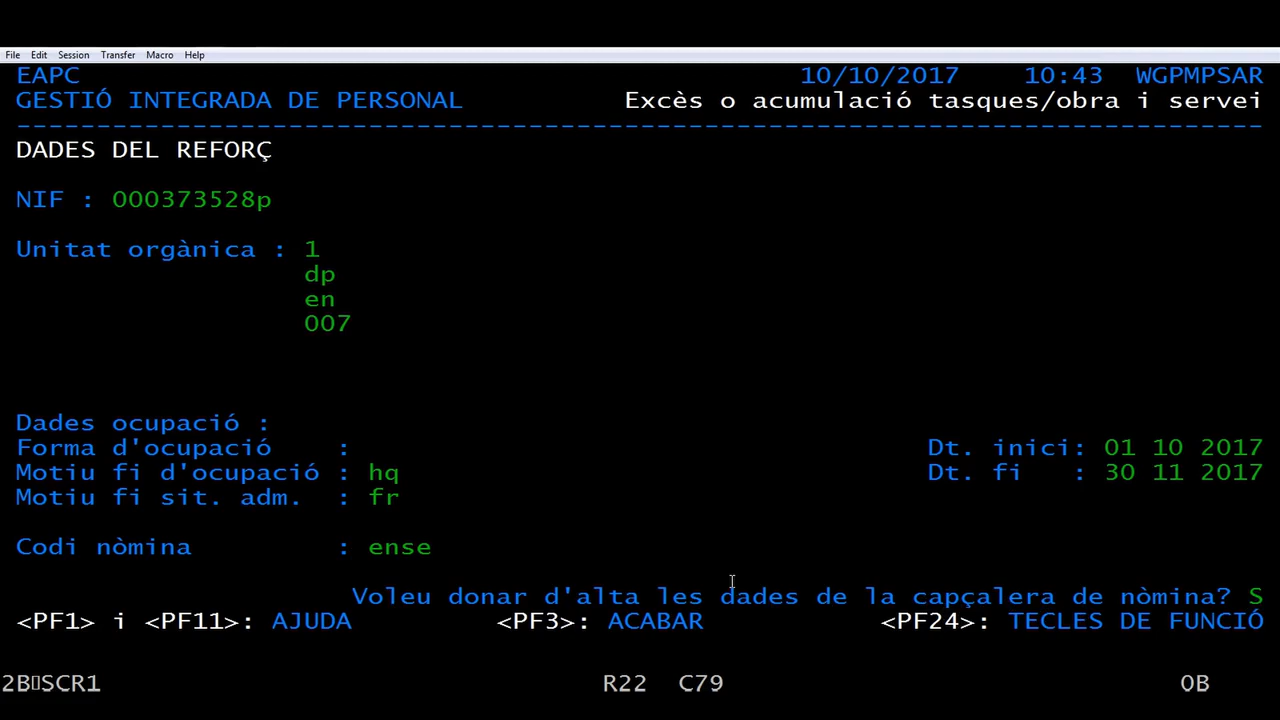 File Edit Session Transfer Macro Help
EAPC 10/10/2017 10:43 WGPMPSAR
GESTIÓ INTEGRADA DE PERSONAL Excès o acumulació tasques/obra i servei
------------------------------------------------------------------------------
DADES DEL REFORÇ
NIF : 000373528p
Unitat orgànica : 1
dp
en
007
Dades ocupació :
Forma d'ocupació : Dt. inici: 01 10 2017
Motiu fi d'ocupació : hq Dt. fi : 30 11 2017
Motiu fi sit. adm. : fr
Codi nòmina : ense
Voleu donar d'alta les dades de la capçalera de nòmina? S
<PF1> i <PF11>: AJUDA <PF3>: ACABAR <PF24>: TECLES DE FUNCIÓ
2B▯SCR1 R22 C79 0B